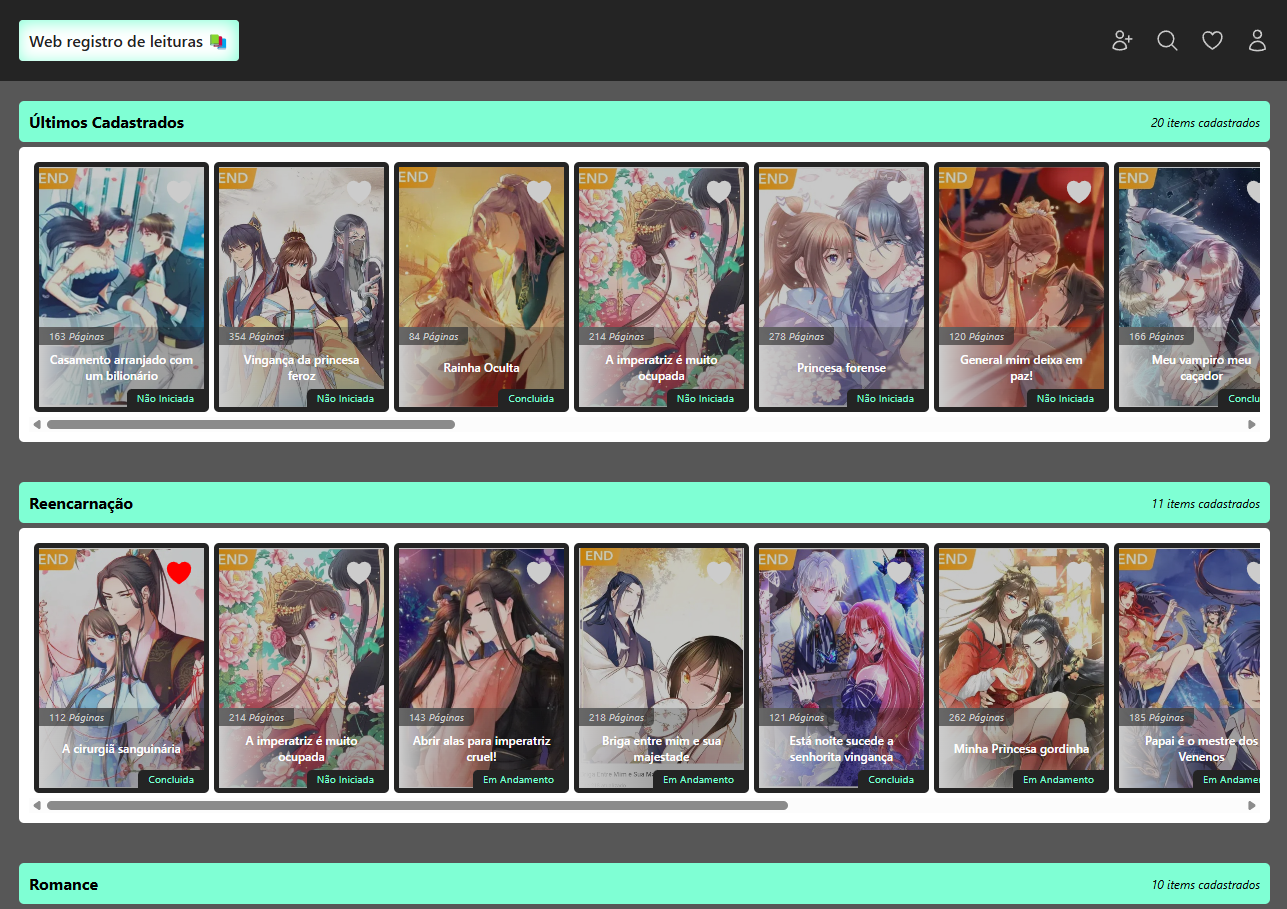 Web registro de leituras
Últimos Cadastrados
20 items cadastrados
END
163 Páginas
Casamento arranjado com
um bilionário
Não Iniciada
END
354 Páginas
Vingança da princesa
feroz
Não Iniciada
END
84 Páginas
Rainha Oculta
Concluida
END
214 Páginas
A imperatriz é muito
ocupada
Não Iniciada
END
278 Páginas
Princesa forense
Não Iniciada
END
120 Páginas
General mim deixa em
paz!
Não Iniciada
END
166 Páginas
Meu vampiro meu
caçador
Conclu
Reencarnação
11 items cadastrados
END
112 Páginas
A cirurgiã sanguinária
Concluida
END
214 Páginas
A imperatriz é muito
ocupada
Não Iniciada
143 Páginas
Abrir alas para imperatriz
cruel!
Em Andamento
END
218 Páginas
Briga entre mim e sua
majestade
Entre Mim e Sua
Em Andamento
END
121 Páginas
Está noite sucede a
senhorita vingança
Concluida
END
262 Páginas
Minha Princesa gordinha
Em Andamento
END
185 Páginas
Papai é o mestre dos
Venenos
Em Andame
Romance
10 items cadastrados